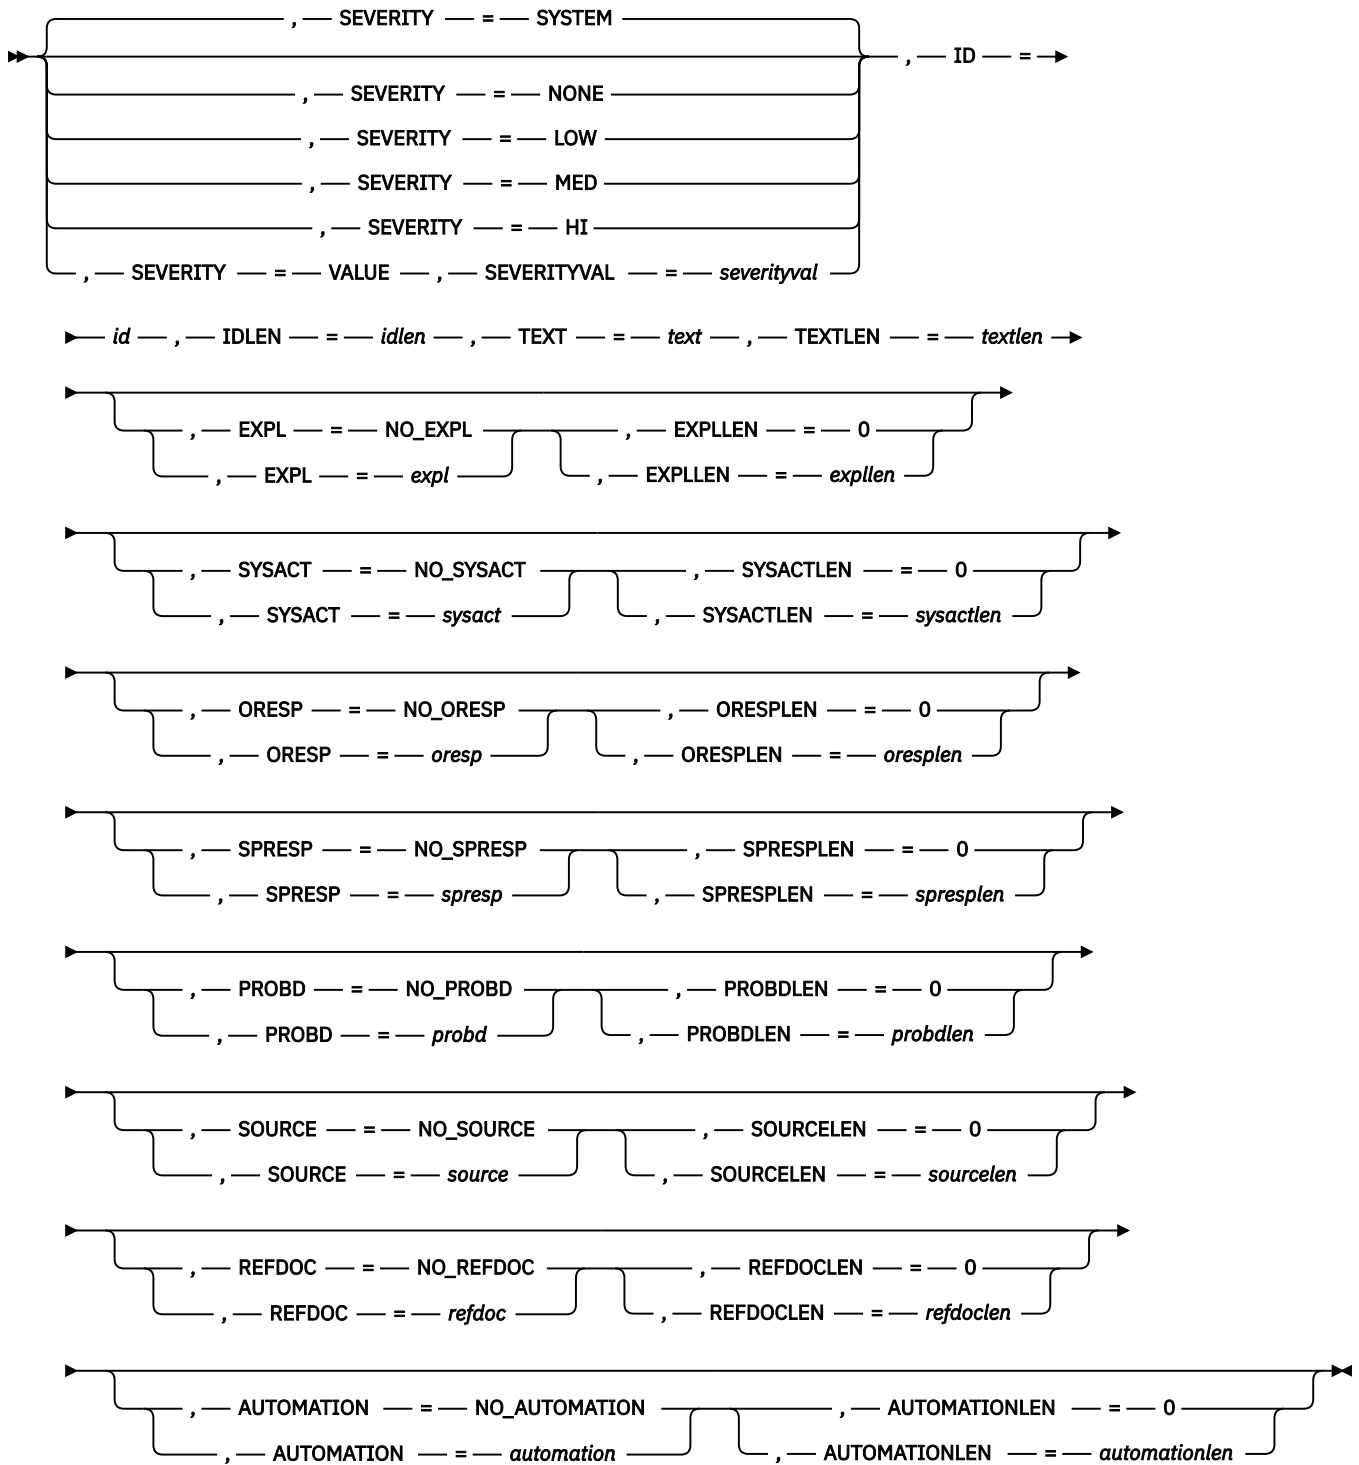 , SEVERITY = SYSTEM
, ID =
, SEVERITY = NONE
, SEVERITY = LOW
, SEVERITY = MED
, SEVERITY = HI
, SEVERITY = VALUE , SEVERITYVAL = severityval
id , IDLEN = idlen , TEXT = text , TEXTLEN = textlen
, EXPL = NO_EXPL , EXPLLEN = 0
, EXPL = expl , EXPLLEN = expllen
, SYSACT = NO_SYSACT , SYSACTLEN = 0
, SYSACT = sysact , SYSACTLEN = sysactlen
, ORESP = NO_ORESP , ORESPLEN = 0
, ORESP = oresp , ORESPLEN = oresplen
, SPRESP = NO_SPRESP , SPRESPLEN = 0
, SPRESP = spresp , SPRESPLEN = spresplen
, PROBD = NO_PROBD , PROBDLEN = 0
, PROBD = probd , PROBDLEN = probdlen
, SOURCE = NO_SOURCE , SOURCELEN = 0
, SOURCE = source , SOURCELEN = sourcelen
, REFDOC = NO_REFDOC , REFDOCLEN = 0
, REFDOC = refdoc , REFDOCLEN = refdoclen
, AUTOMATION = NO_AUTOMATION , AUTOMATIONLEN = 0
, AUTOMATION = automation , AUTOMATIONLEN = automationlen